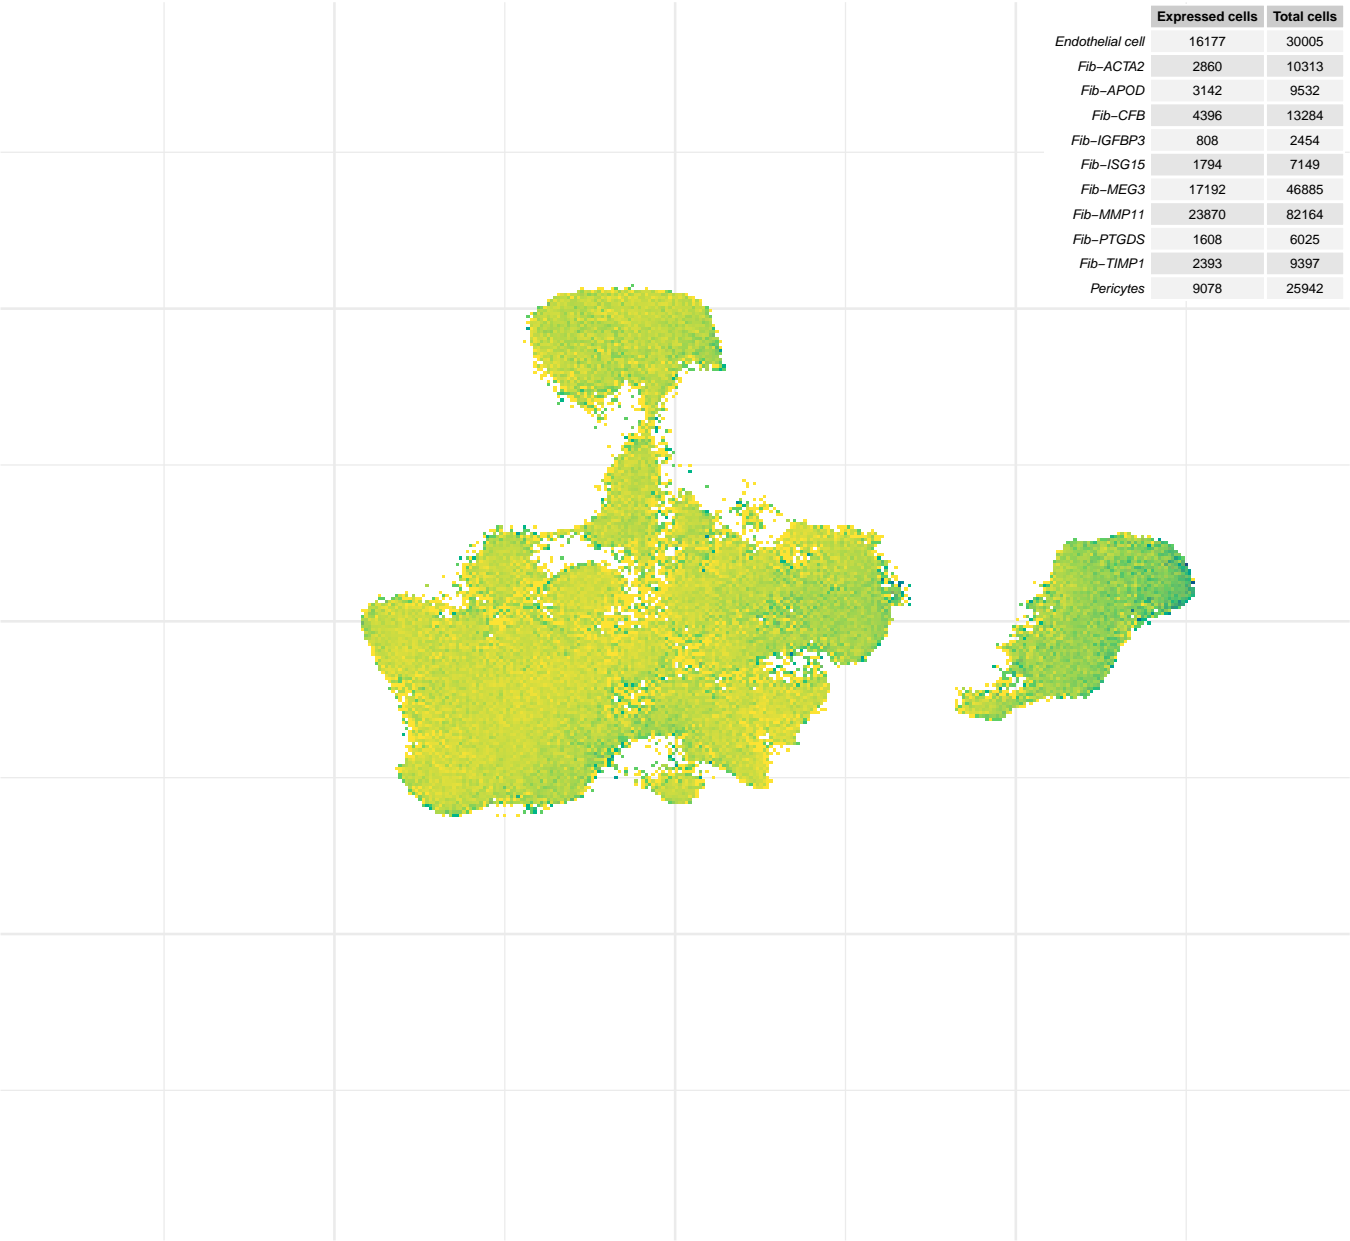 Expressed cells Total cells
Endothelial cell 16177 30005
Fib−ACTA2 2860 10313
Fib−APOD 3142 9532
Fib−CFB 4396 13284
Fib−IGFBP3 808 2454
Fib−ISG15 1794 7149
Fib−MEG3 17192 46885
Fib−MMP11 23870 82164
Fib−PTGDS 1608 6025
Fib−TIMP1 2393 9397
Pericytes 9078 25942